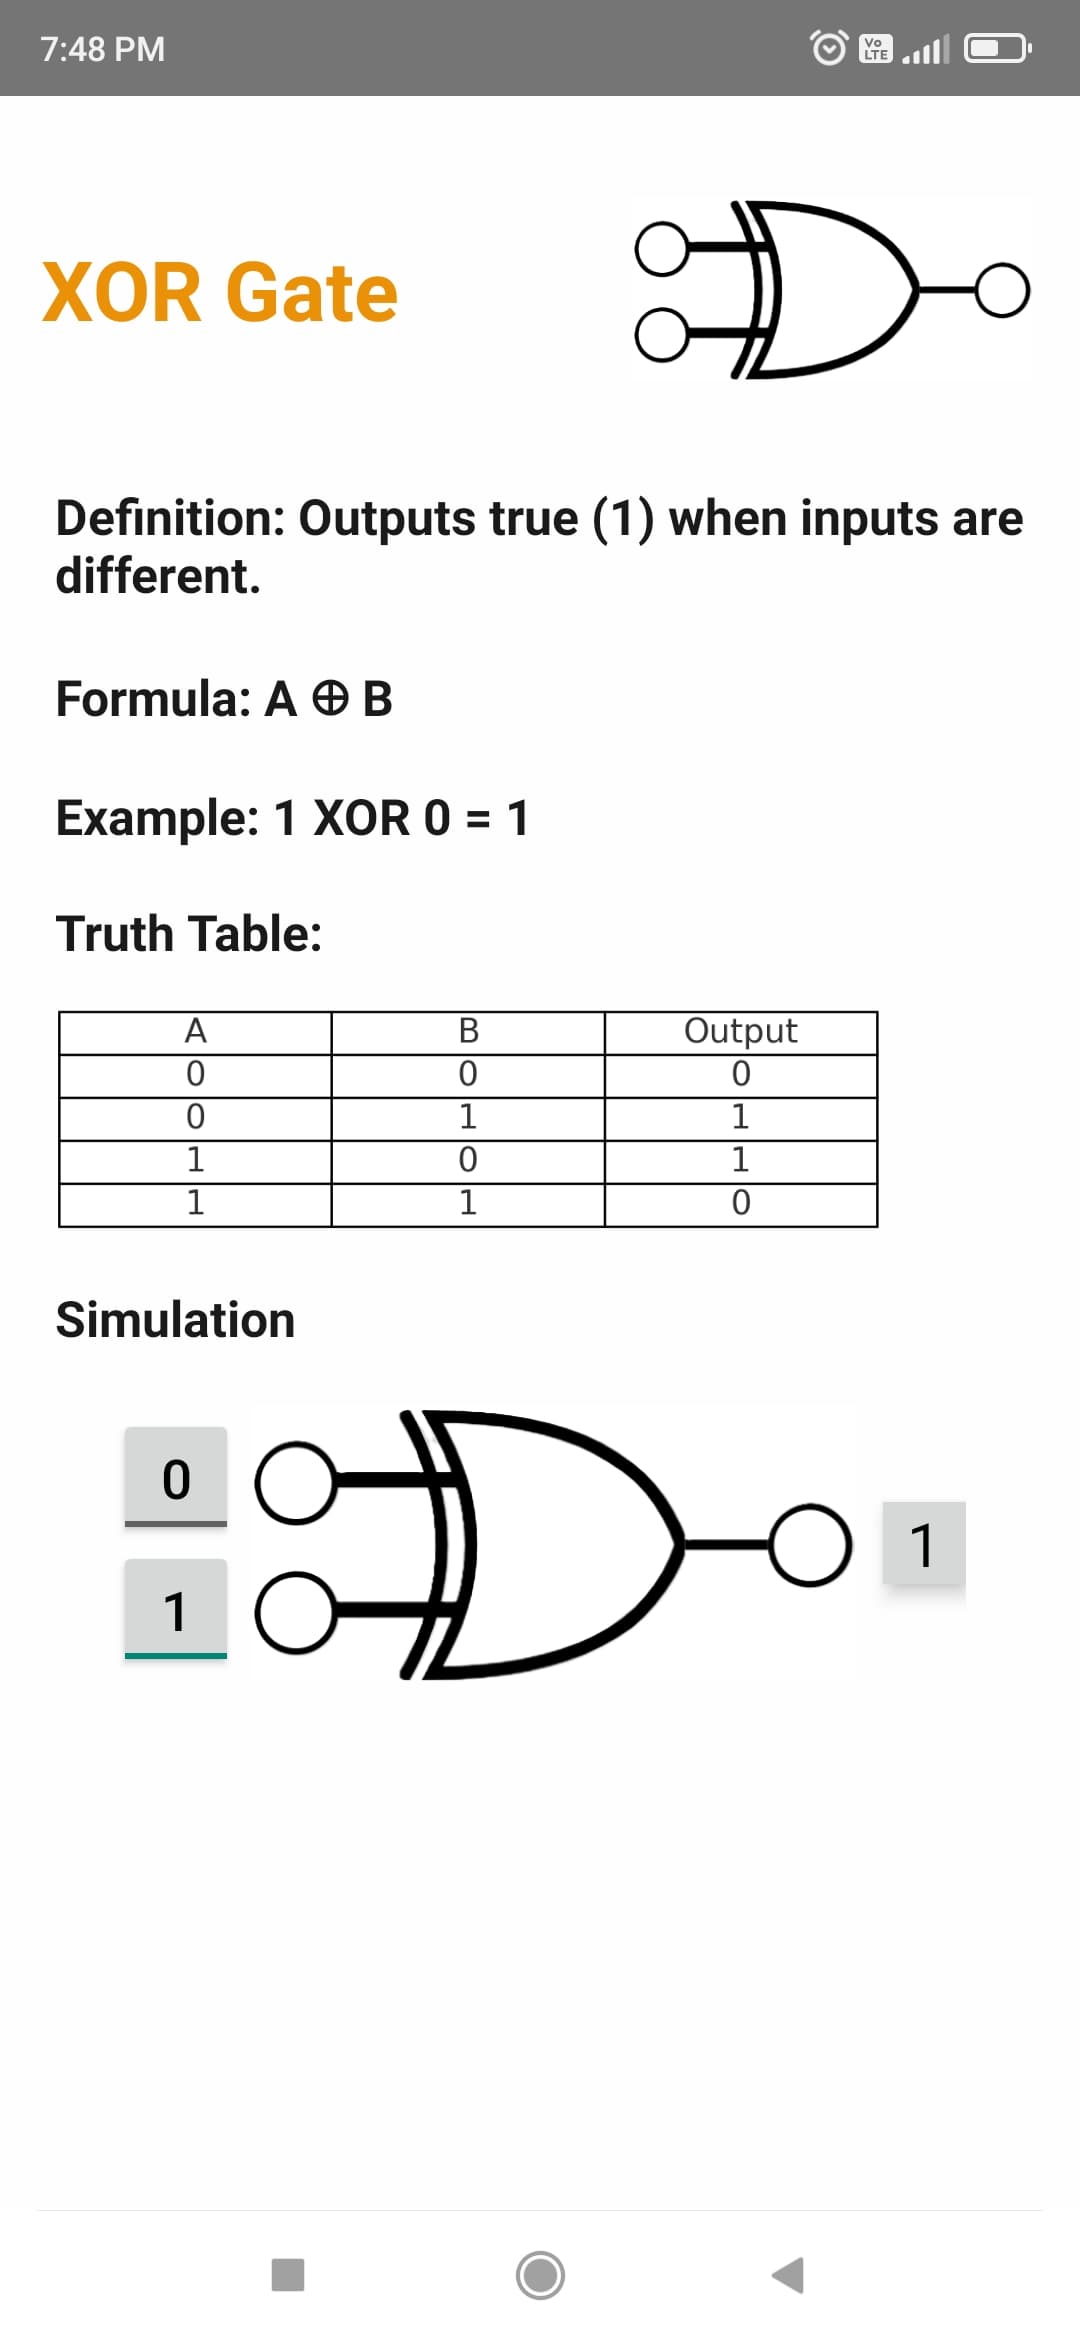 7:48 PM
Vo
LTE
XOR Gate
Definition: Outputs true (1) when inputs are
different.
Formula: A ⊕ B
Example: 1 XOR 0 = 1
Truth Table:
A B Output
0 0 0
0 1 1
1 0 1
1 1 0
Simulation
0
1
1